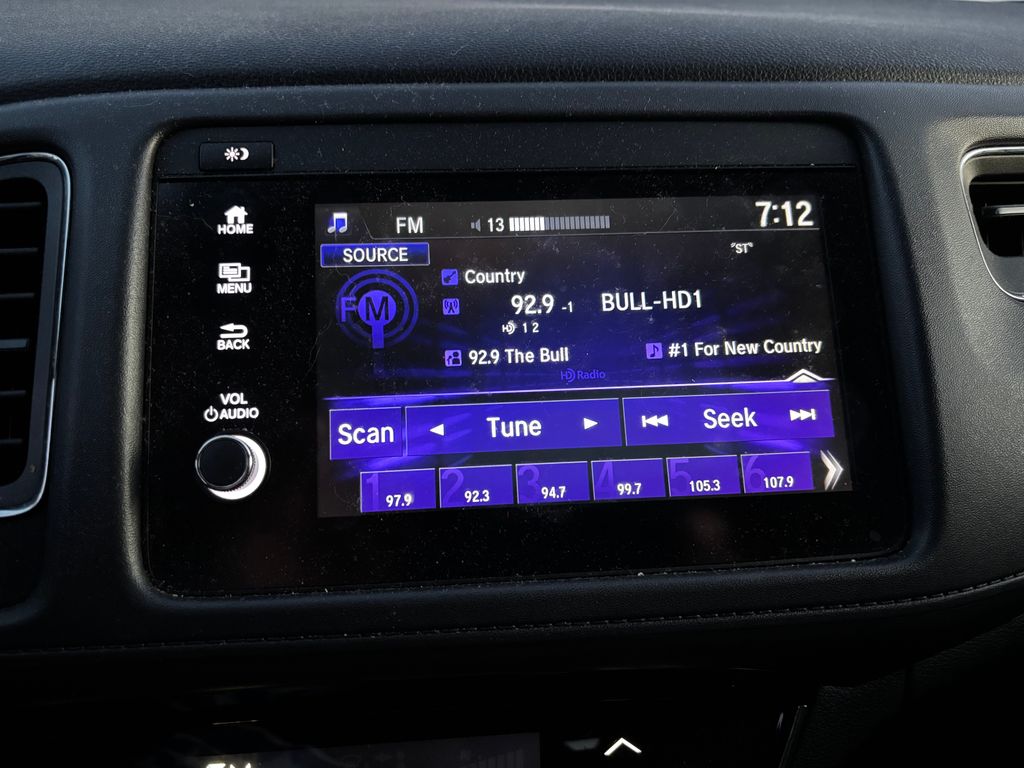 HOME
MENU
BACK
VOL
AUDIO
FM 13 7:12
SOURCE "ST"
FM Country
92.9 -1 BULL-HD1
HD 1 2
92.9 The Bull #1 For New Country
HD Radio
Scan Tune Seek
1 97.9 2 92.3 3 94.7 4 99.7 5 105.3 6 107.9